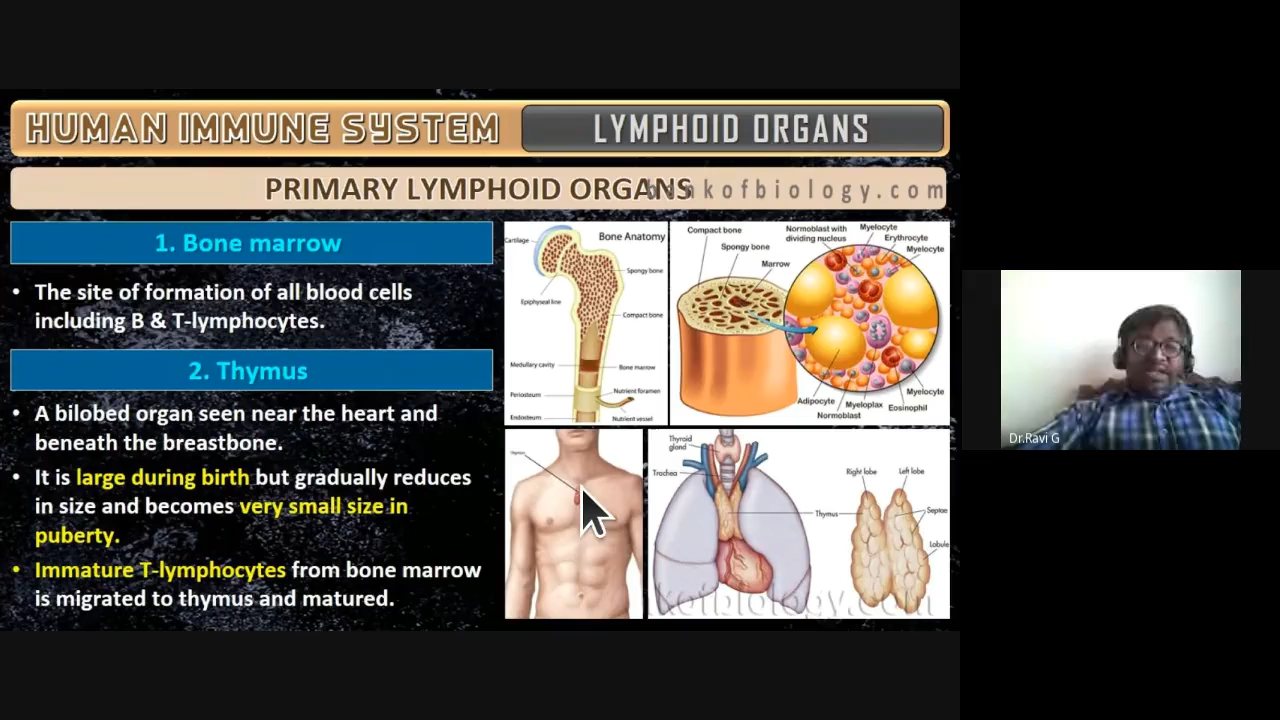 HUMAN IMMUNE SYSTEM
LYMPHOID ORGANS
PRIMARY LYMPHOID ORGANS
bankofbiology.com
1. Bone marrow
• The site of formation of all blood cells
including B & T-lymphocytes.
2. Thymus
• A bilobed organ seen near the heart and
beneath the breastbone.
• It is large during birth but gradually reduces
in size and becomes very small size in
puberty.
• Immature T-lymphocytes from bone marrow
is migrated to thymus and matured.
Bone Anatomy
Cartilage
Spongy bone
Epiphyseal line
Compact bone
Medullary cavity
Bone marrow
Periosteum
Nutrient foramen
Endosteum
Nutrient vessel
Compact bone
Spongy bone
Marrow
Normoblast with
dividing nucleus
Myelocyte
Erythrocyte
Myelocyte
Adipocyte
Normoblast
Myeloplax
Eosinophil
Myelocyte
Thymus
Thyroid
gland
Trachea
Thymus
Right lobe
Left lobe
Septae
Lobule
kofbiology.com
Dr.Ravi G